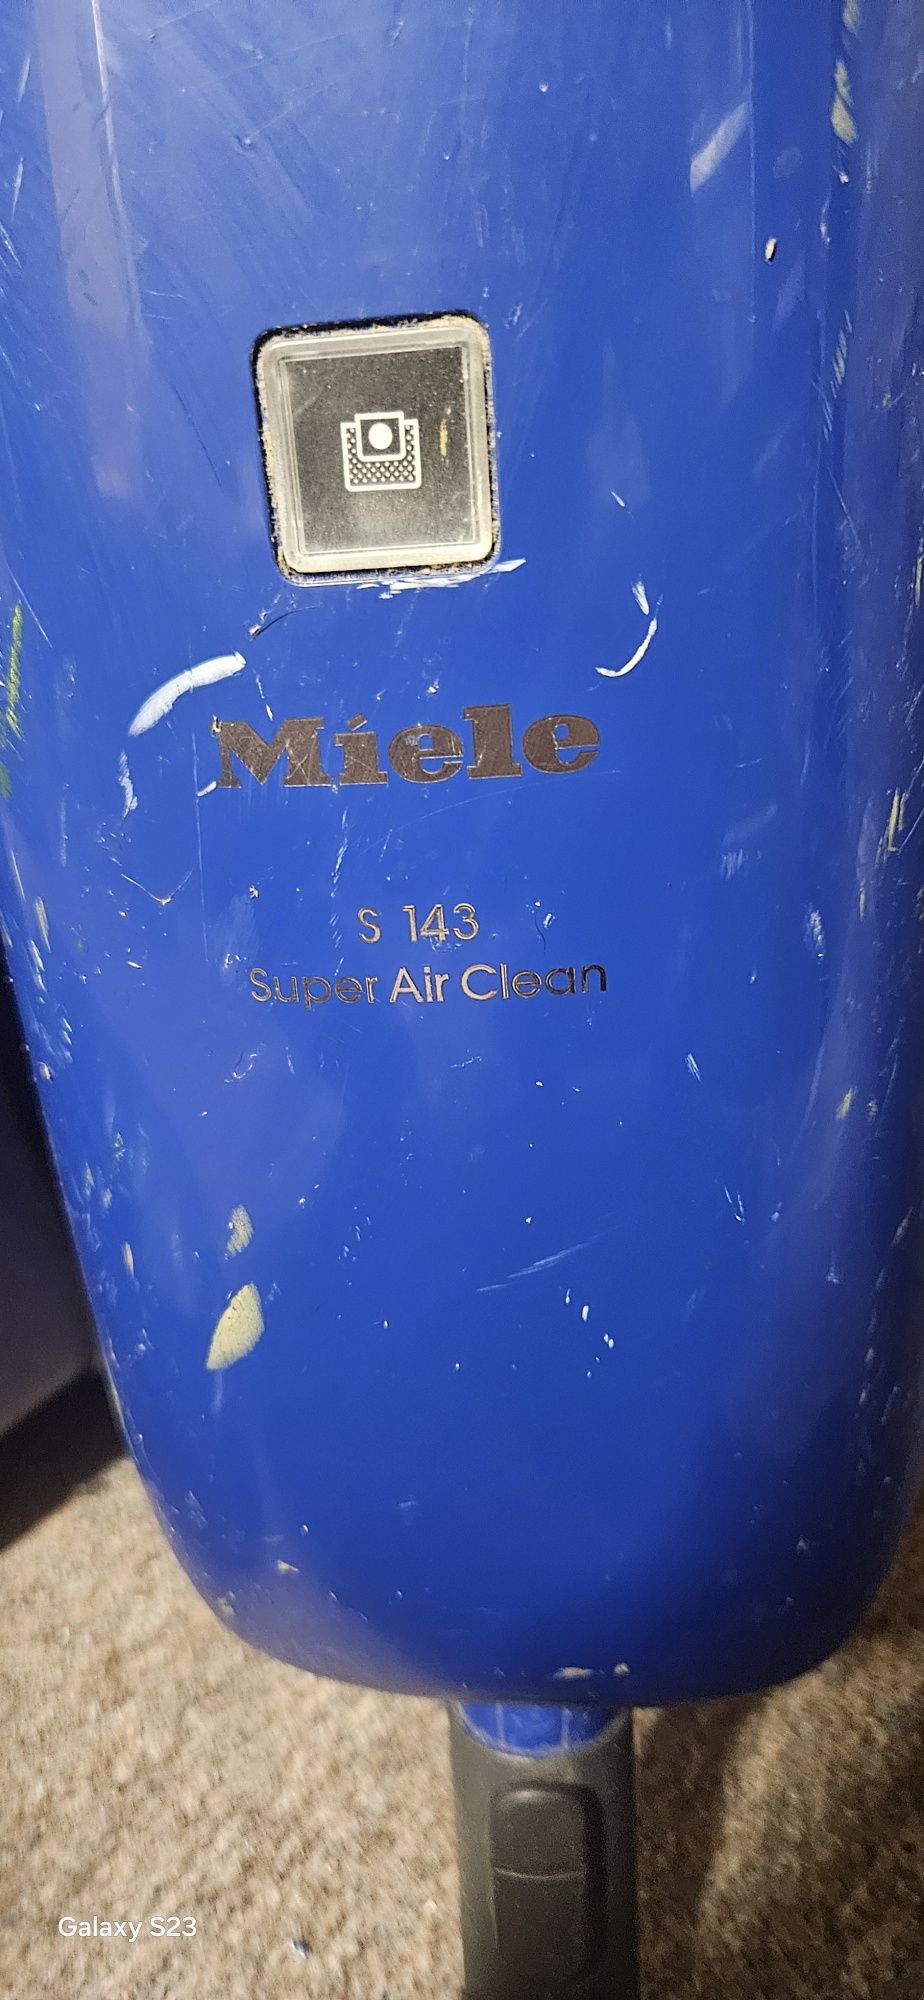 Miele
S 143
Super Air Clean
Galaxy S23